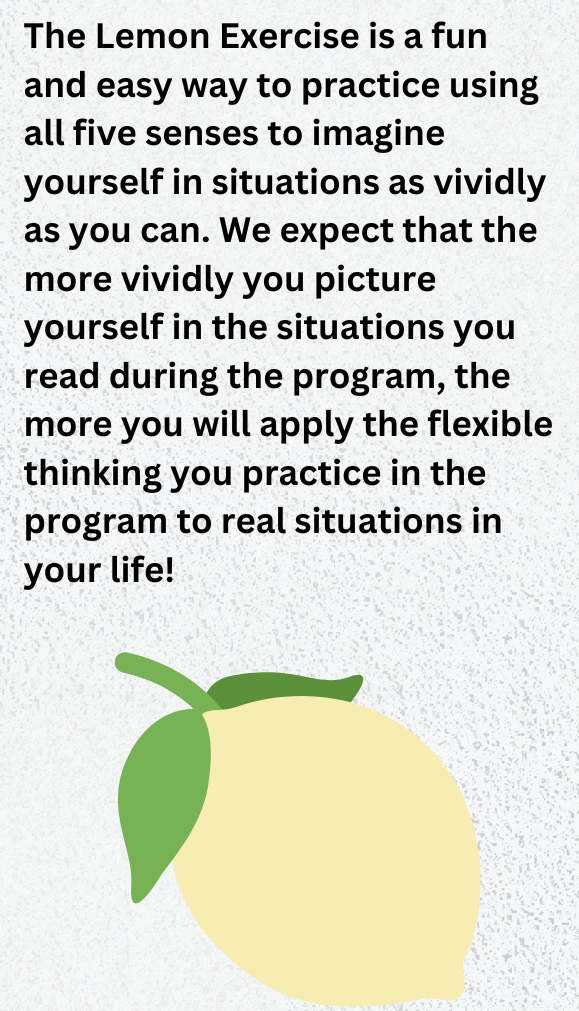 The Lemon Exercise is a fun
and easy way to practice using
all five senses to imagine
yourself in situations as vividly
as you can. We expect that the
more vividly you picture
yourself in the situations you
read during the program, the
more you will apply the flexible
thinking you practice in the
program to real situations in
your life!